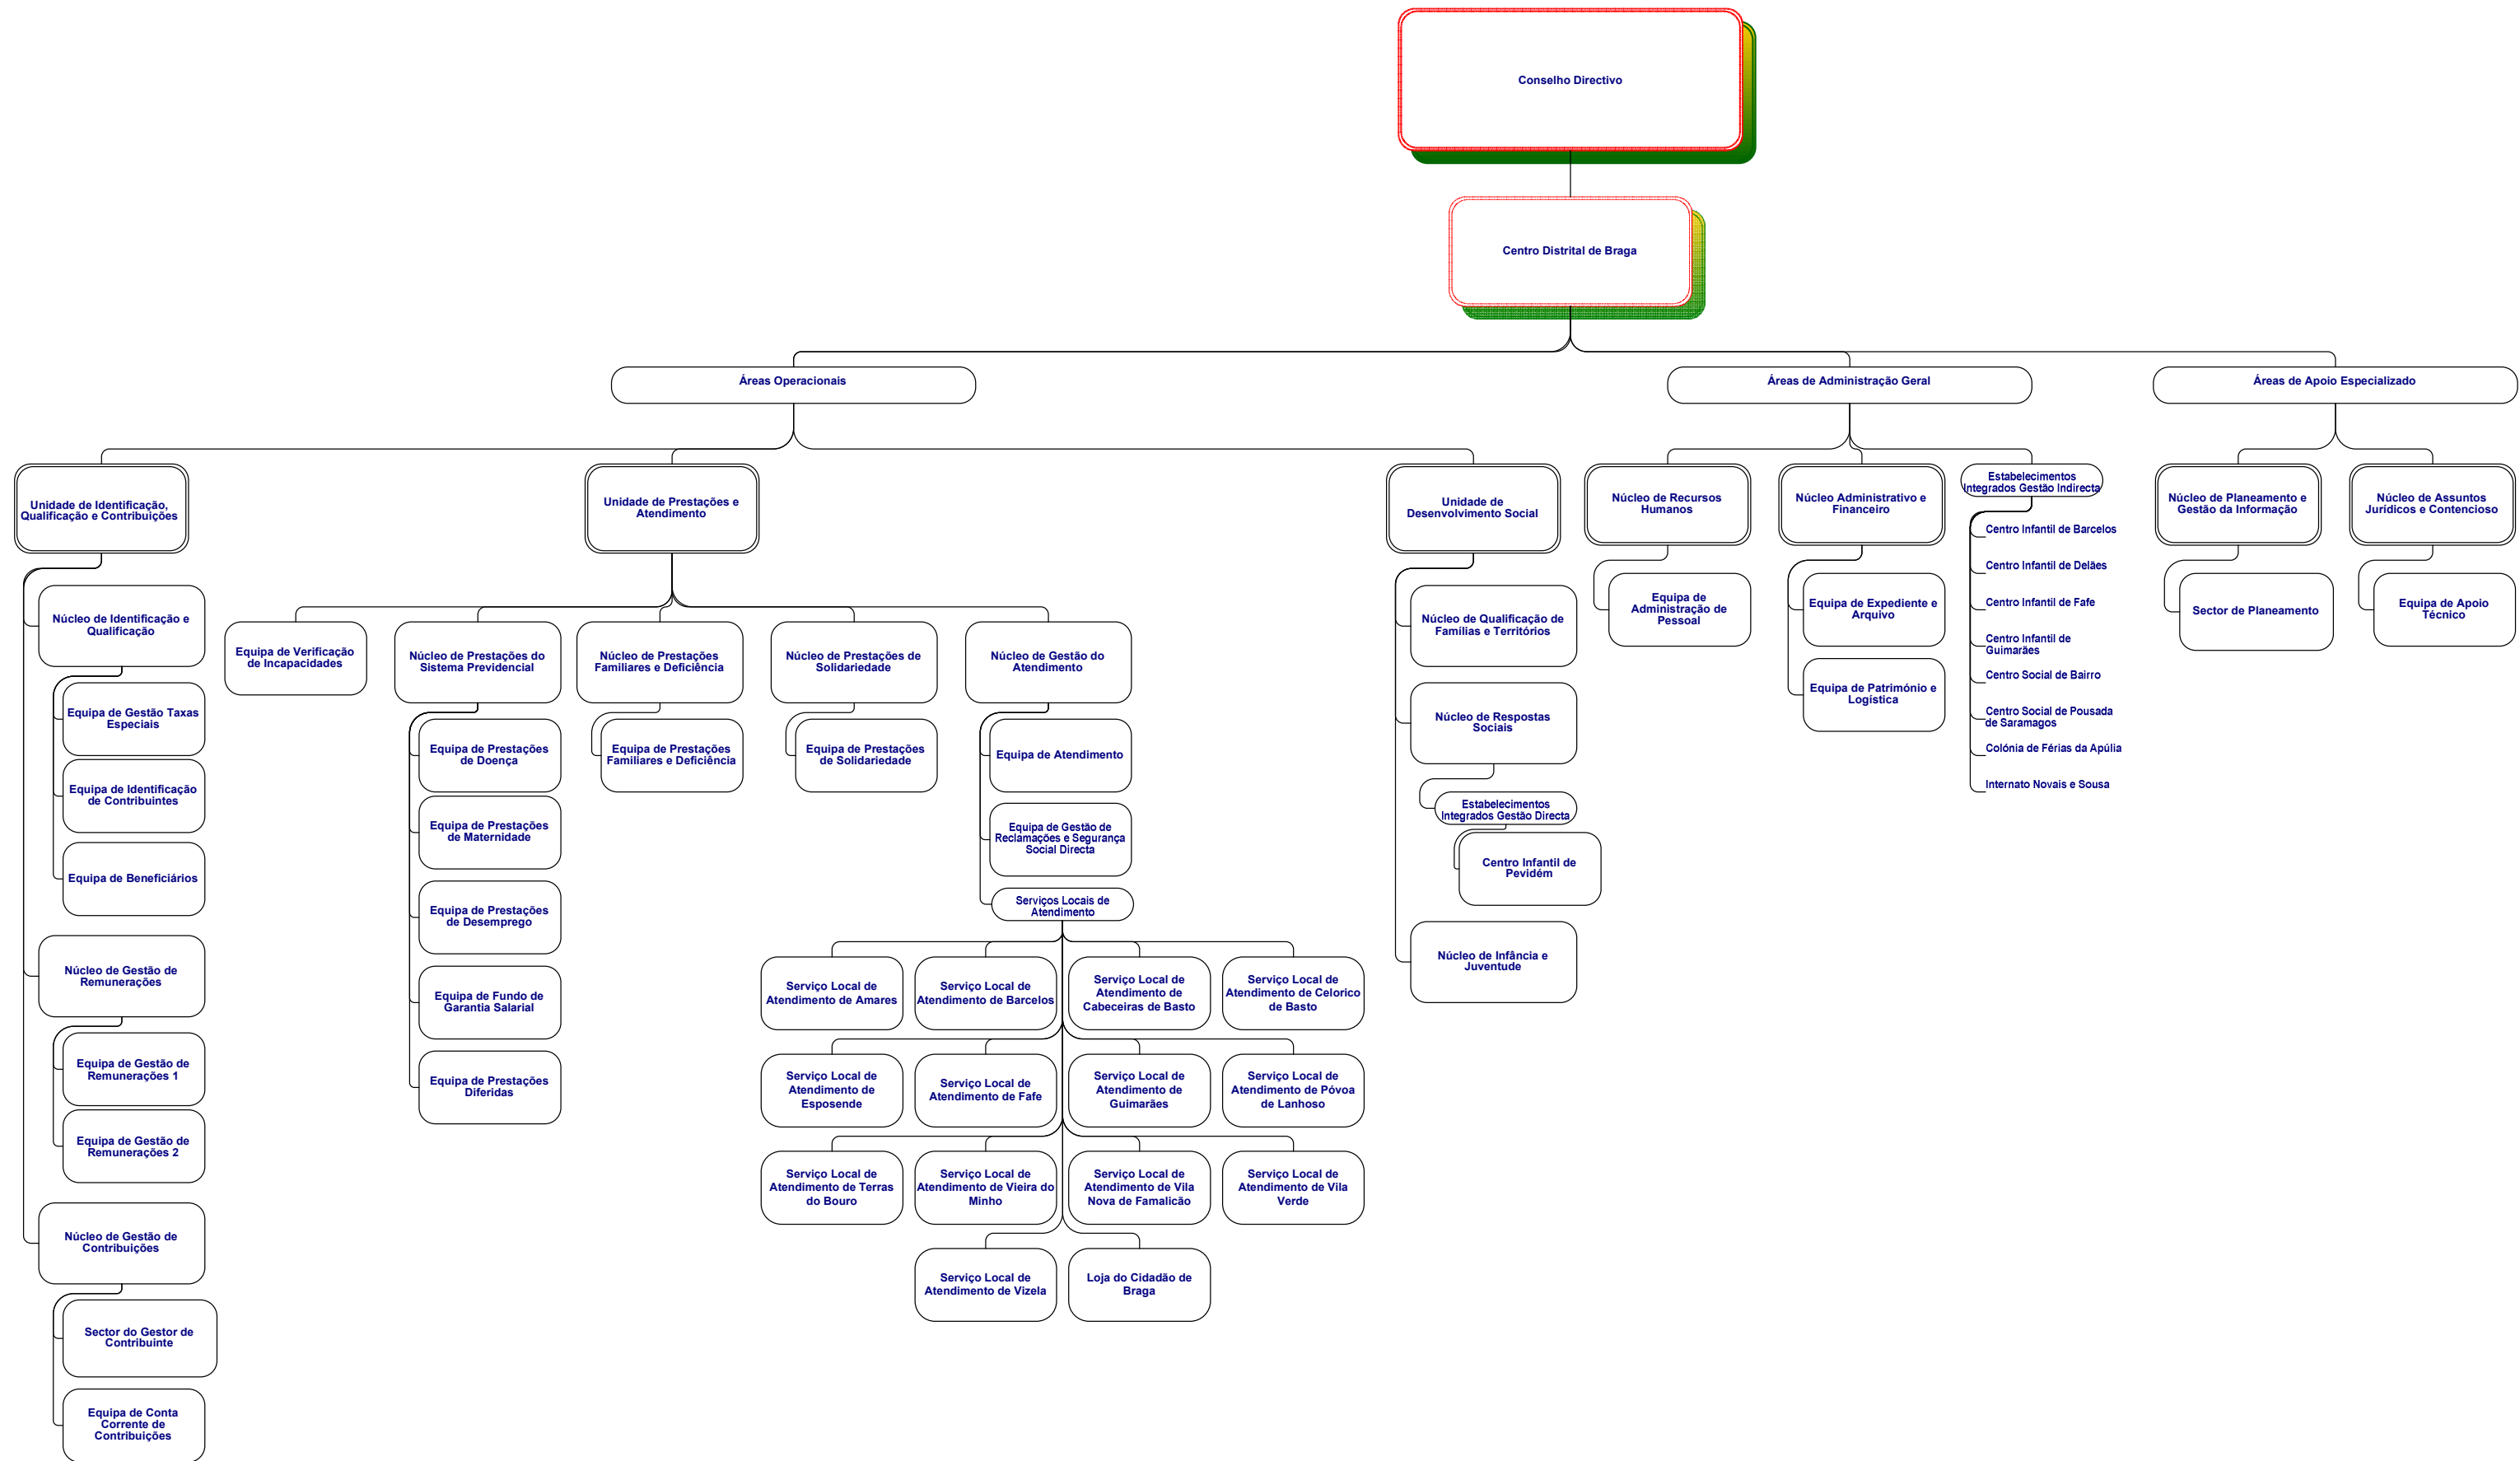 Conselho Directivo
Centro Distrital de Braga
Áreas Operacionais
Áreas de Administração Geral
Áreas de Apoio Especializado
Unidade de Identificação,
Qualificação e Contribuições
Núcleo de Identificação e
Qualificação
Equipa de Gestão Taxas
Especiais
Equipa de Identificação
de Contribuintes
Equipa de Beneficiários
Núcleo de Gestão de
Remunerações
Equipa de Gestão de
Remunerações 1
Equipa de Gestão de
Remunerações 2
Núcleo de Gestão de
Contribuições
Sector do Gestor de
Contribuinte
Equipa de Conta
Corrente de
Contribuições
Unidade de Prestações e
Atendimento
Equipa de Verificação
de Incapacidades
Núcleo de Prestações do
Sistema Previdencial
Equipa de Prestações
de Doença
Equipa de Prestações
de Maternidade
Equipa de Prestações
de Desemprego
Equipa de Fundo de
Garantia Salarial
Equipa de Prestações
Diferidas
Núcleo de Prestações
Familiares e Deficiência
Equipa de Prestações
Familiares e Deficiência
Núcleo de Prestações de
Solidariedade
Equipa de Prestações
de Solidariedade
Núcleo de Gestão do
Atendimento
Equipa de Atendimento
Equipa de Gestão de
Reclamações e Segurança
Social Directa
Serviços Locais de
Atendimento
Serviço Local de
Atendimento de Amares
Serviço Local de
Atendimento de Barcelos
Serviço Local de
Atendimento de
Cabeceiras de Basto
Serviço Local de
Atendimento de Celorico
de Basto
Serviço Local de
Atendimento de
Esposende
Serviço Local de
Atendimento de Fafe
Serviço Local de
Atendimento de
Guimarães
Serviço Local de
Atendimento de Póvoa
de Lanhoso
Serviço Local de
Atendimento de Terras
do Bouro
Serviço Local de
Atendimento de Vieira do
Minho
Serviço Local de
Atendimento de Vila
Nova de Famalicão
Serviço Local de
Atendimento de Vila
Verde
Serviço Local de
Atendimento de Vizela
Loja do Cidadão de
Braga
Unidade de
Desenvolvimento Social
Núcleo de Qualificação de
Famílias e Territórios
Núcleo de Respostas
Sociais
Estabelecimentos
Integrados Gestão Directa
Centro Infantil de
Pevidém
Núcleo de Infância e
Juventude
Núcleo de Recursos
Humanos
Equipa de
Administração de
Pessoal
Núcleo Administrativo e
Financeiro
Equipa de Expediente e
Arquivo
Equipa de Património e
Logística
Estabelecimentos
Integrados Gestão Indirecta
Centro Infantil de Barcelos
Centro Infantil de Delães
Centro Infantil de Fafe
Centro Infantil de
Guimarães
Centro Social de Bairro
Centro Social de Pousada
de Saramagos
Colónia de Férias da Apúlia
Internato Novais e Sousa
Núcleo de Planeamento e
Gestão da Informação
Sector de Planeamento
Núcleo de Assuntos
Jurídicos e Contencioso
Equipa de Apoio
Técnico